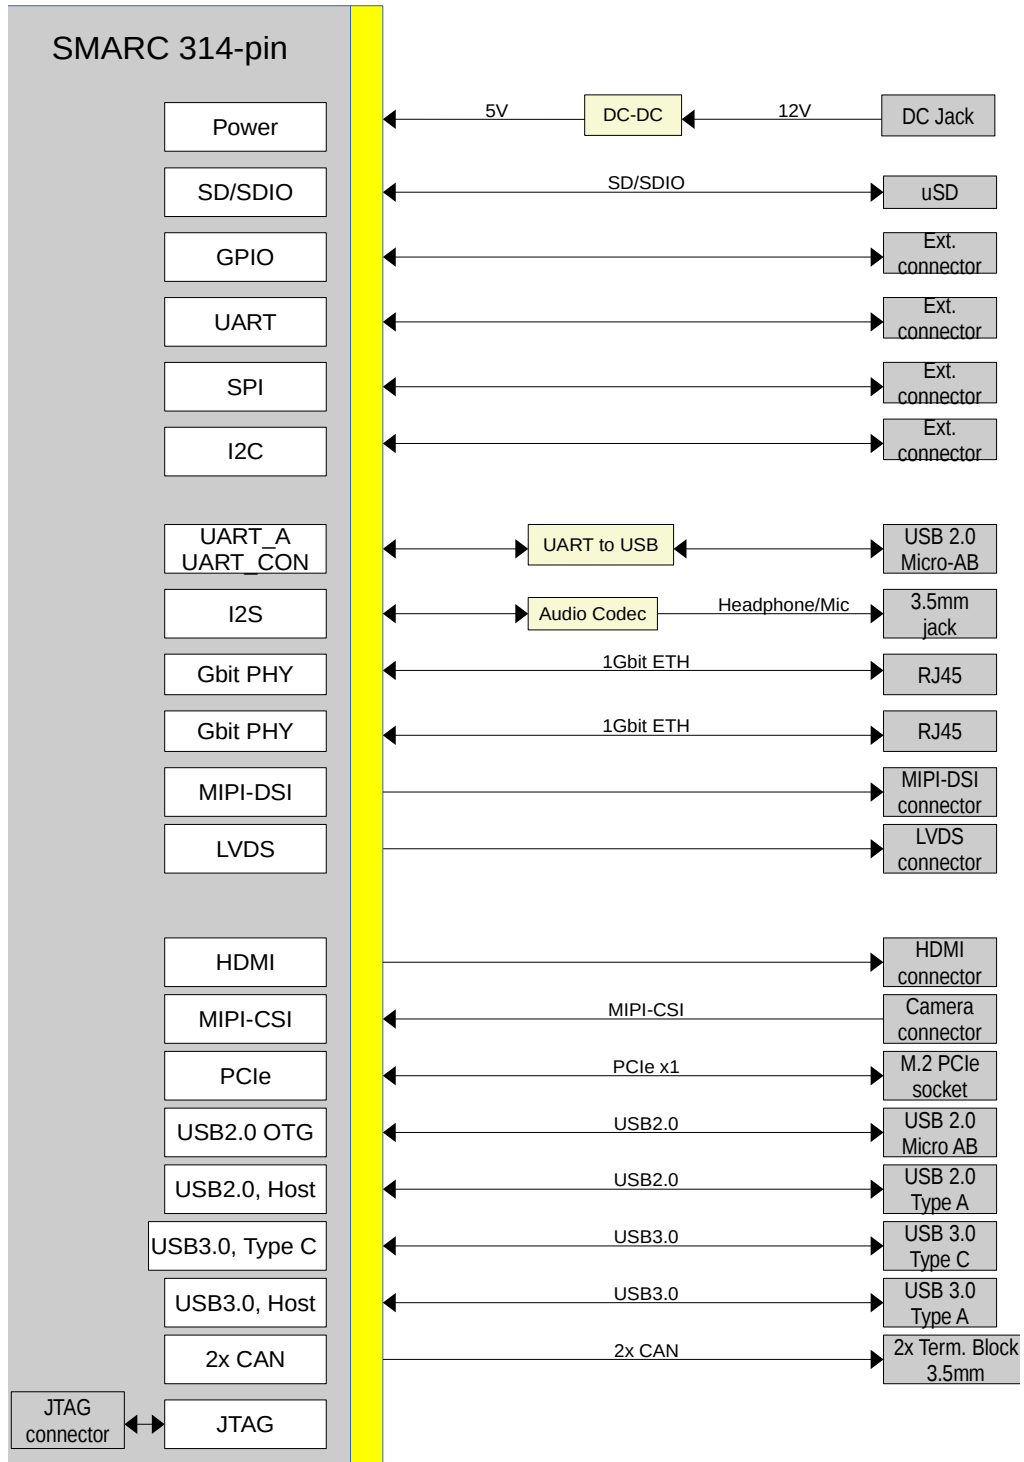 SMARC 314-pin
Power
5V
DC-DC
12V
DC Jack
SD/SDIO
SD/SDIO
uSD
GPIO
Ext.
connector
UART
Ext.
connector
SPI
Ext.
connector
I2C
Ext.
connector
UART_A
UART_CON
UART to USB
USB 2.0
Micro-AB
I2S
Audio Codec
Headphone/Mic
3.5mm
jack
Gbit PHY
1Gbit ETH
RJ45
Gbit PHY
1Gbit ETH
RJ45
MIPI-DSI
MIPI-DSI
connector
LVDS
LVDS
connector
HDMI
HDMI
connector
MIPI-CSI
MIPI-CSI
Camera
connector
PCIe
PCIe x1
M.2 PCIe
socket
USB2.0 OTG
USB2.0
USB 2.0
Micro AB
USB2.0, Host
USB2.0
USB 2.0
Type A
USB3.0, Type C
USB3.0
USB 3.0
Type C
USB3.0, Host
USB3.0
USB 3.0
Type A
2x CAN
2x CAN
2x Term. Block
3.5mm
JTAG
connector
JTAG